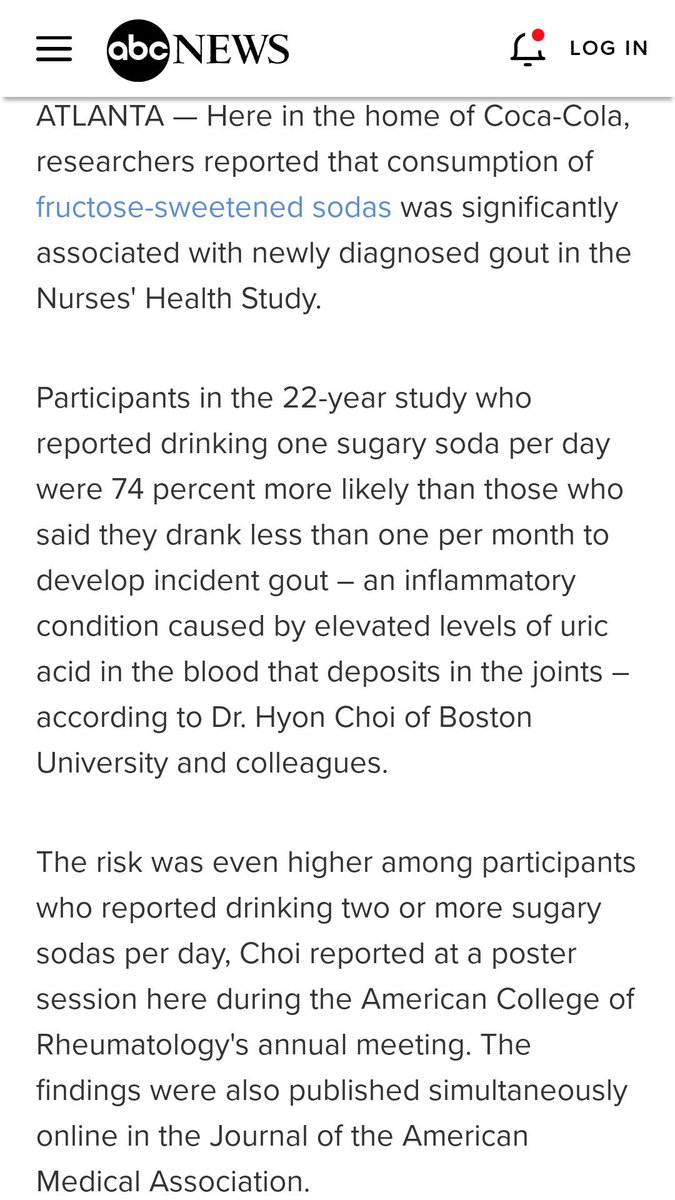 abc NEWS LOG IN
ATLANTA — Here in the home of Coca-Cola,
researchers reported that consumption of
fructose-sweetened sodas was significantly
associated with newly diagnosed gout in the
Nurses' Health Study.
Participants in the 22-year study who
reported drinking one sugary soda per day
were 74 percent more likely than those who
said they drank less than one per month to
develop incident gout – an inflammatory
condition caused by elevated levels of uric
acid in the blood that deposits in the joints –
according to Dr. Hyon Choi of Boston
University and colleagues.
The risk was even higher among participants
who reported drinking two or more sugary
sodas per day, Choi reported at a poster
session here during the American College of
Rheumatology's annual meeting. The
findings were also published simultaneously
online in the Journal of the American
Medical Association.